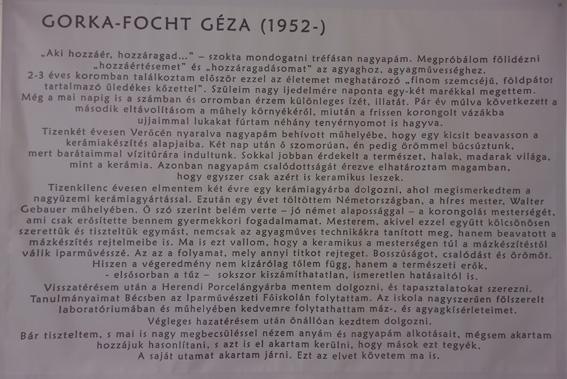 GORKA-FOCHT GÉZA (1952-)
„Aki hozzáér, hozzáragad...” – szokta mondogatni tréfásan nagyapám. Megpróbálom fölidézni
„hozzáértésemet” és „hozzáragadásomat” az agyaghoz, agyagművességhez.
2-3 éves koromban találkoztam először ezzel az életemet meghatározó „finom szemcséjű, földpátot
tartalmazó üledékes kőzettel”. Szüleim nagy ijedelmére naponta egy-két marékkal megettem.
Még a mai napig is a számban és orromban érzem különleges ízét, illatát. Pár év múlva következett a
második eltávolításom a műhely környékéről, miután a frissen korongolt vázákba
ujjaimmal lukakat fúrtam néhány tenyérnyomot is hagyva.
Tizenkét évesen Verőcén nyaralva nagyapám behívott műhelyébe, hogy egy kicsit beavasson a
kerámiakészítés alapjaiba. Két nap után ő szomorúan, én pedig örömmel búcsúztunk,
mert barátaimmal vízitúrára indultunk. Sokkal jobban érdekelt a természet, halak, madarak világa,
mint a kerámia. Azonban nagyapám csalódottságát érezve elhatároztam magamban,
hogy egyszer csak azért is keramikus leszek.
Tizenkilenc évesen elmentem két évre egy kerámiagyárba dolgozni, ahol megismerkedtem a
nagyüzemi kerámiagyártással. Ezután egy évet töltöttem Németországban, a híres mester, Walter
Gebauer műhelyében. Ő szó szerint belém verte – jó német alapossággal – a korongolás mesterségét,
ami csak erősítette bennem gyermekkori fogadalmamat. Mesterem, akivel ezzel együtt kölcsönösen
szerettük és tiszteltük egymást, nemcsak az agyagműves technikákra tanított meg, hanem beavatott a
mázkészítés rejtelmeibe is. Ma is ezt vallom, hogy a keramikus a mesterségen túl a mázkészítéstől
válik iparművésszé. Az az a folyamat, mely annyi titkot rejteget. Bosszúságot, csalódást és örömöt.
Hiszen a végeredmény nem kizárólag tőlem függ, hanem a természeti erők,
- elsősorban a tűz – sokszor kiszámíthatatlan, ismeretlen hatásaitól is.
Visszatérésem után a Herendi Porcelángyárba mentem dolgozni, és tapasztalatokat szerezni.
Tanulmányaimat Bécsben az Iparművészeti Főiskolán folytattam. Az iskola nagyszerűen fölszerelt
laboratóriumában és műhelyében kedvemre folytathattam máz-, és agyagkísérleteimet.
Végleges hazatérésem után önállóan kezdtem dolgozni.
Bár tiszteltem, s mai is nagy megbecsüléssel nézem anyám és nagyapám alkotásait, mégsem akartam
hozzájuk hasonlítani, s azt is el akartam kerülni, hogy mások ezt tegyék.
A saját utamat akartam járni. Ezt az elvet követem ma is.